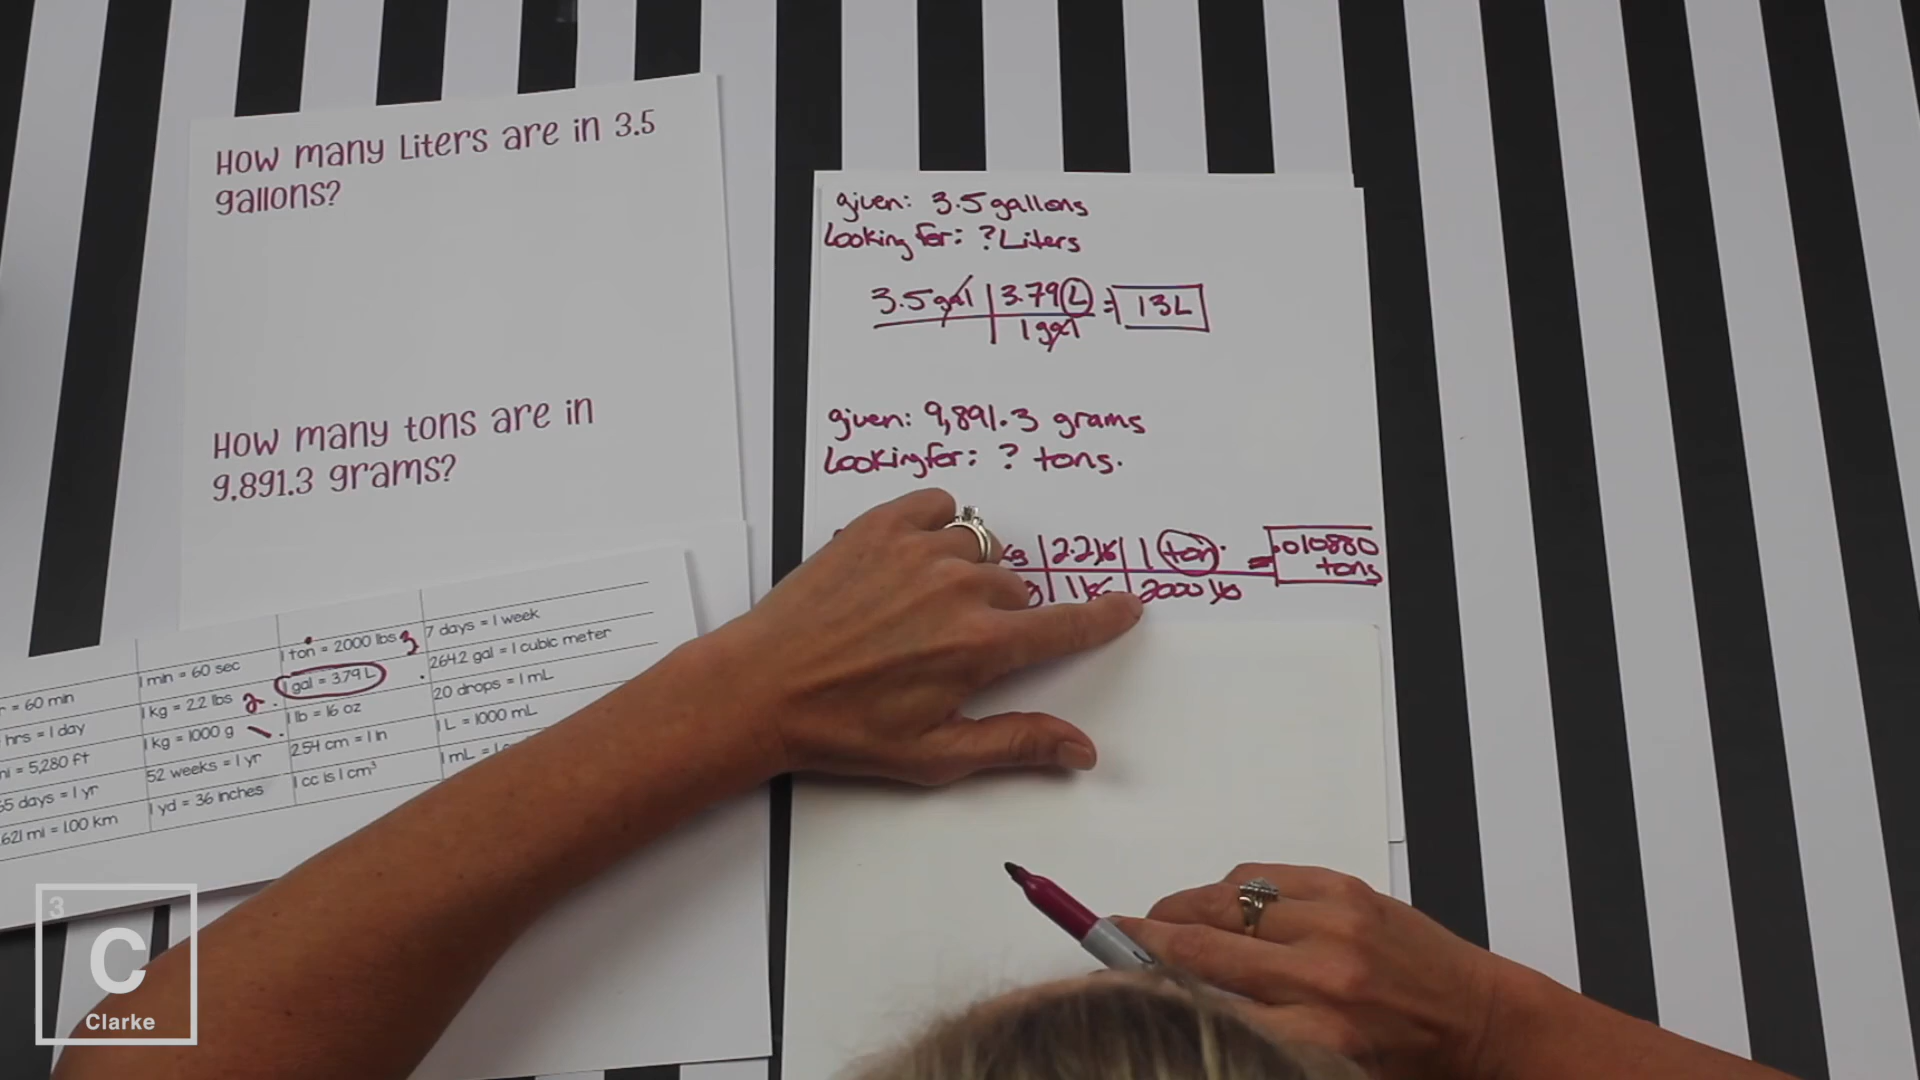 How many Liters are in 3.5
gallons?
How many tons are in
9,891.3 grams?
given: 3.5 gallons
Looking for: ? Liters
3.5 gal | 3.79 L = 13L
1 gal
given: 9,891.3 grams
Looking for: ? tons.
kg | 2.2 lb | 1 ton = .010880
2000 lb tons
1 min = 60 sec
1 ton = 2000 lbs 3
7 days = 1 week
= 60 min
1 kg = 2.2 lbs 2
1 gal = 3.79 L
264.2 gal = 1 cubic meter
hrs = 1 day
1 kg = 1000 g
1 lb = 16 oz
20 drops = 1 mL
= 5,280 ft
52 weeks = 1 yr
2.54 cm = 1 in
1 L = 1000 mL
days = 1 yr
1 yd = 36 inches
1 cc is 1 cm³
1 mL =
mi = 1.00 km
3
C
Clarke